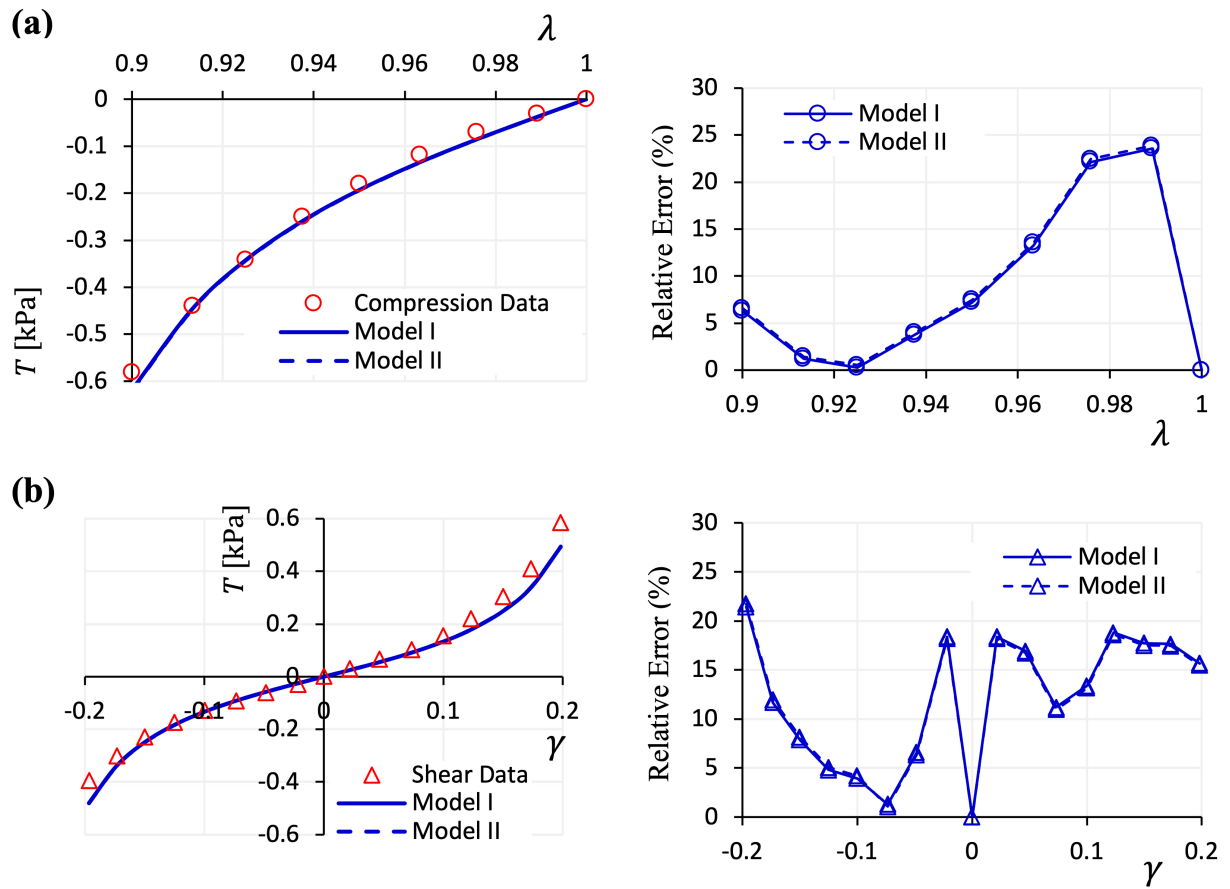 (a)
λ
0.9 0.92 0.94 0.96 0.98 1
0
-0.1
-0.2
-0.3
-0.4
-0.5
-0.6
T [kPa]
Compression Data
Model I
Model II
30
25
20
15
10
5
0
Relative Error (%)
Model I
Model II
0.9 0.92 0.94 0.96 0.98 1
λ
(b)
T [kPa]
0.6
0.4
0.2
0
-0.2
-0.4
-0.6
-0.2 -0.1 0 0.1 0.2
γ
Shear Data
Model I
Model II
30
25
20
15
10
5
0
Relative Error (%)
Model I
Model II
-0.2 -0.1 0 0.1 0.2
γ